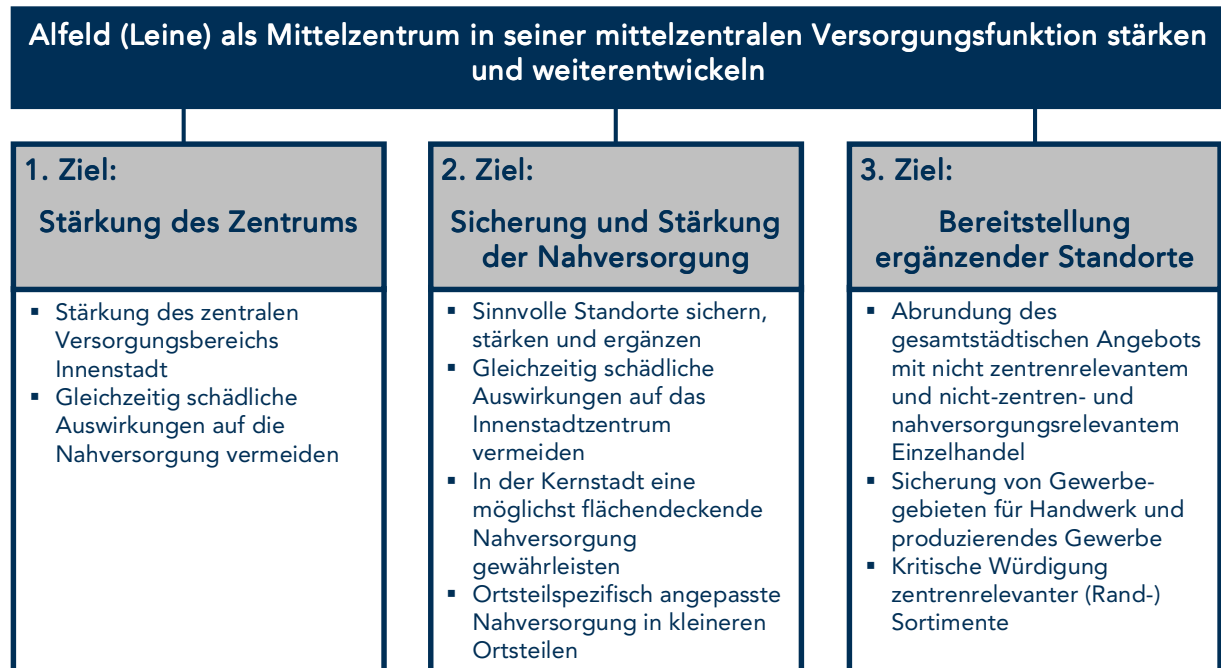 Alfeld (Leine) als Mittelzentrum in seiner mittelzentralen Versorgungsfunktion stärken
und weiterentwickeln
1. Ziel:
Stärkung des Zentrums
▪ Stärkung des zentralen
Versorgungsbereichs
Innenstadt
▪ Gleichzeitig schädliche
Auswirkungen auf die
Nahversorgung vermeiden
2. Ziel:
Sicherung und Stärkung
der Nahversorgung
▪ Sinnvolle Standorte sichern,
stärken und ergänzen
▪ Gleichzeitig schädliche
Auswirkungen auf das
Innenstadtzentrum
vermeiden
▪ In der Kernstadt eine
möglichst flächendeckende
Nahversorgung
gewährleisten
▪ Ortsteilspezifisch angepasste
Nahversorgung in kleineren
Ortsteilen
3. Ziel:
Bereitstellung
ergänzender Standorte
▪ Abrundung des
gesamtstädtischen Angebots
mit nicht zentrenrelevantem
und nicht-zentren- und
nahversorgungsrelevantem
Einzelhandel
▪ Sicherung von Gewerbe-
gebieten für Handwerk und
produzierendes Gewerbe
▪ Kritische Würdigung
zentrenrelevanter (Rand-)
Sortimente